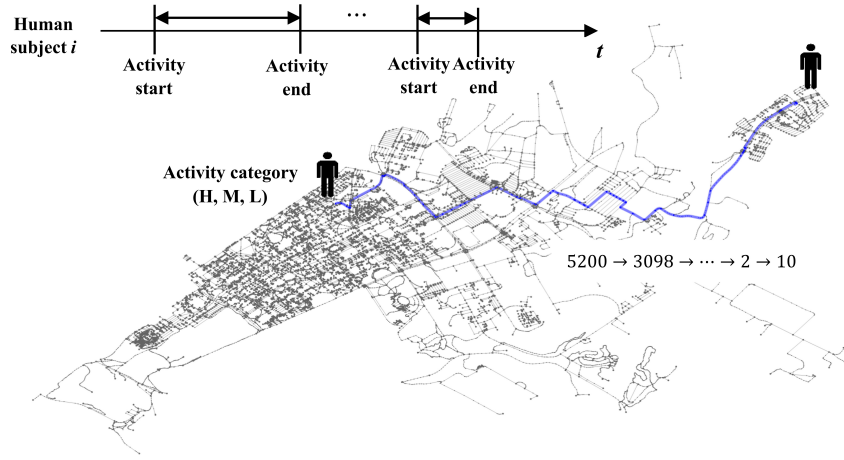 Human
subject i
...
t
Activity
start
Activity
end
Activity
start
Activity
end
Activity category
(H, M, L)
5200 → 3098 → ⋯ → 2 → 10